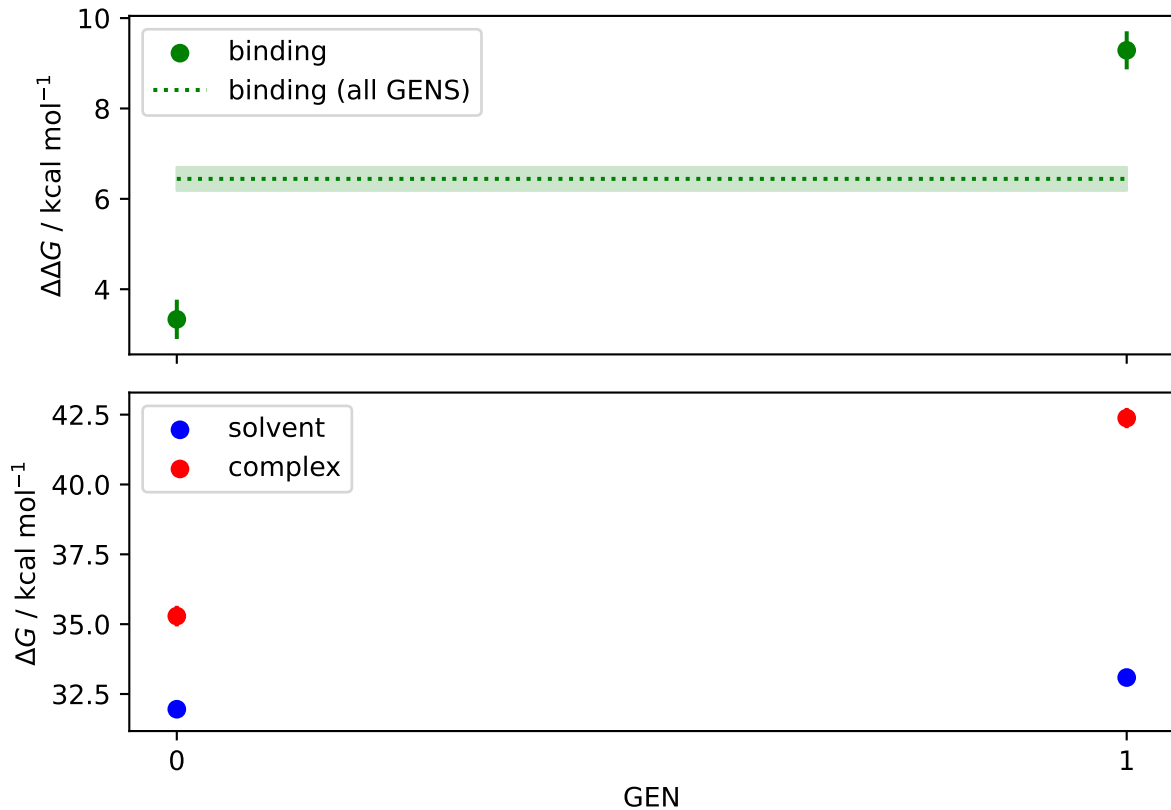 10
8
6
4
ΔΔG / kcal mol⁻¹
binding
binding (all GENS)
42.5
40.0
37.5
35.0
32.5
ΔG / kcal mol⁻¹
solvent
complex
0
1
GEN